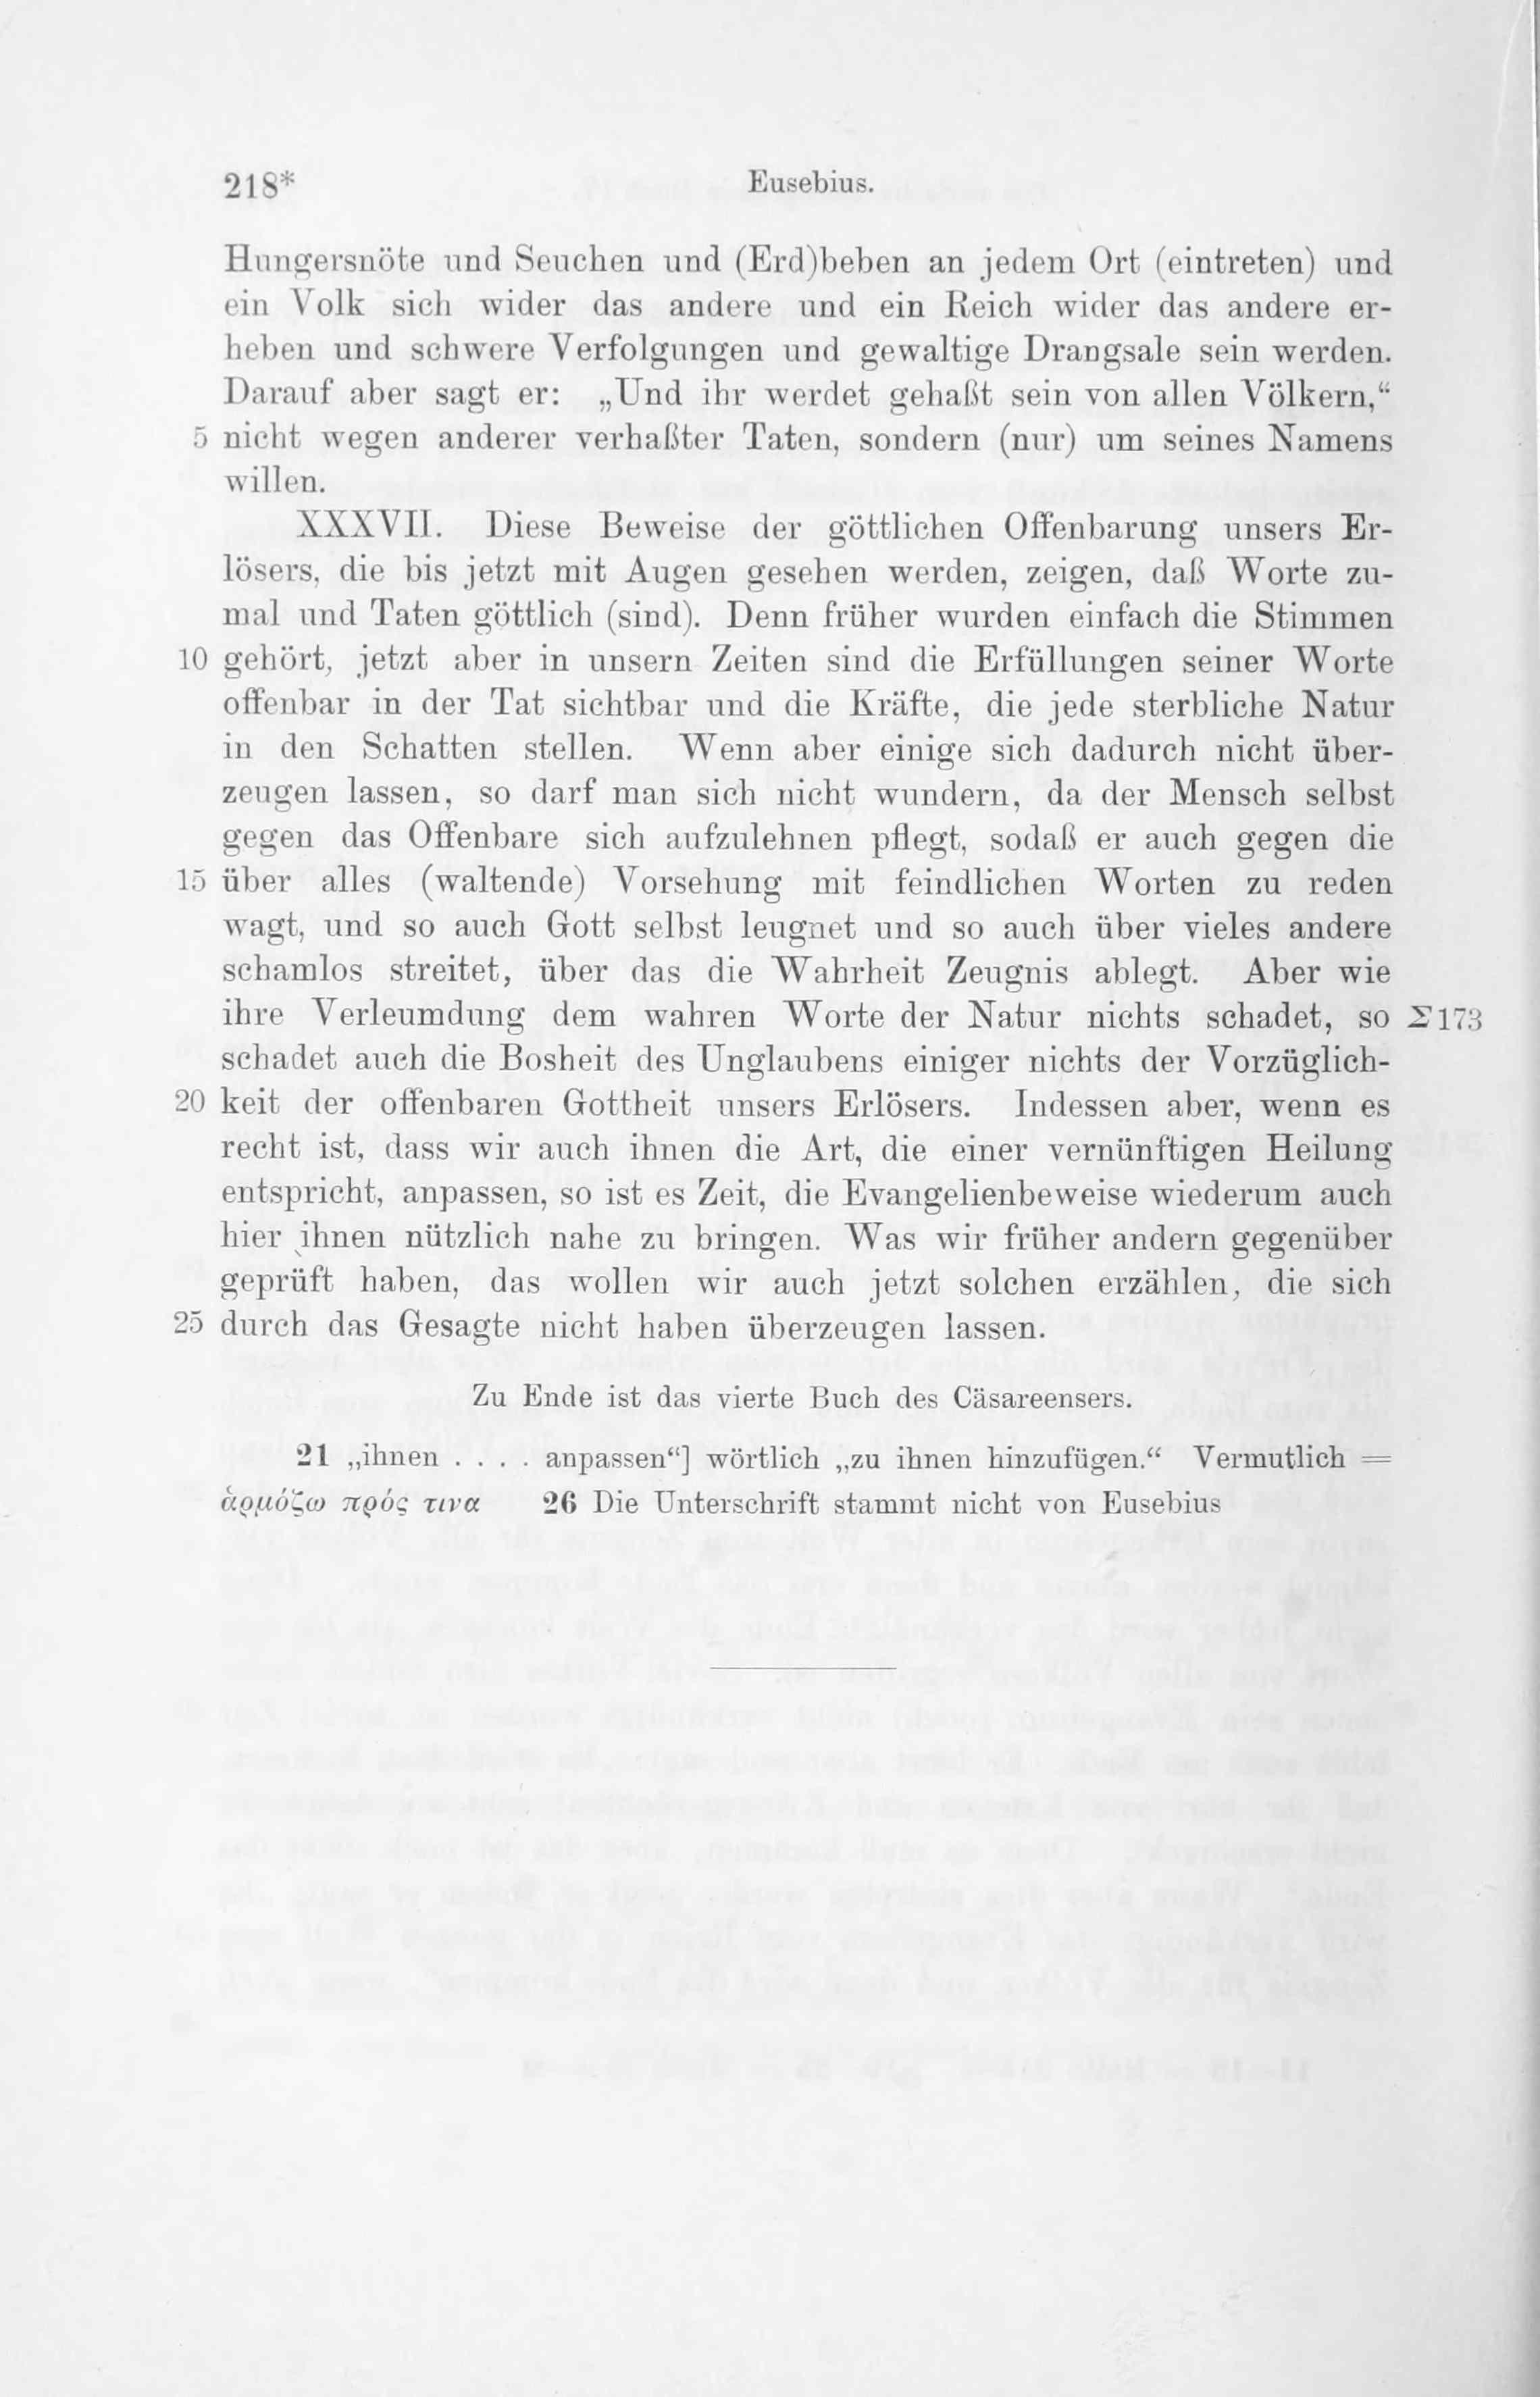 218*
Eusebius.
Hungersnöte und Seuchen und (Erd)beben an jedem Ort (eintreten) und
ein Volk sich wider das andere und ein Reich wider das andere er-
heben und schwere Verfolgungen und gewaltige Drangsale sein werden.
Darauf aber sagt er: „Und ihr werdet gehaßt sein von allen Völkern,“
5 nicht wegen anderer verhaßter Taten, sondern (nur) um seines Namens
willen.
XXXVII. Diese Beweise der göttlichen Offenbarung unsers Er-
lösers, die bis jetzt mit Augen gesehen werden, zeigen, daß Worte zu-
mal und Taten göttlich (sind). Denn früher wurden einfach die Stimmen
10 gehört, jetzt aber in unsern Zeiten sind die Erfüllungen seiner Worte
offenbar in der Tat sichtbar und die Kräfte, die jede sterbliche Natur
in den Schatten stellen. Wenn aber einige sich dadurch nicht über-
zeugen lassen, so darf man sich nicht wundern, da der Mensch selbst
gegen das Offenbare sich aufzulehnen pflegt, sodaß er auch gegen die
15 über alles (waltende) Vorsehung mit feindlichen Worten zu reden
wagt, und so auch Gott selbst leugnet und so auch über vieles andere
schamlos streitet, über das die Wahrheit Zeugnis ablegt. Aber wie
ihre Verleumdung dem wahren Worte der Natur nichts schadet, so Σ173
schadet auch die Bosheit des Unglaubens einiger nichts der Vorzüglich-
20 keit der offenbaren Gottheit unsers Erlösers. Indessen aber, wenn es
recht ist, dass wir auch ihnen die Art, die einer vernünftigen Heilung
entspricht, anpassen, so ist es Zeit, die Evangelienbeweise wiederum auch
hier ihnen nützlich nahe zu bringen. Was wir früher andern gegenüber
geprüft haben, das wollen wir auch jetzt solchen erzählen, die sich
25 durch das Gesagte nicht haben überzeugen lassen.
Zu Ende ist das vierte Buch des Cäsareensers.
21 „ihnen . . . . anpassen“] wörtlich „zu ihnen hinzufügen.“ Vermutlich =
ἁρμόζω πρός τινα 26 Die Unterschrift stammt nicht von Eusebius